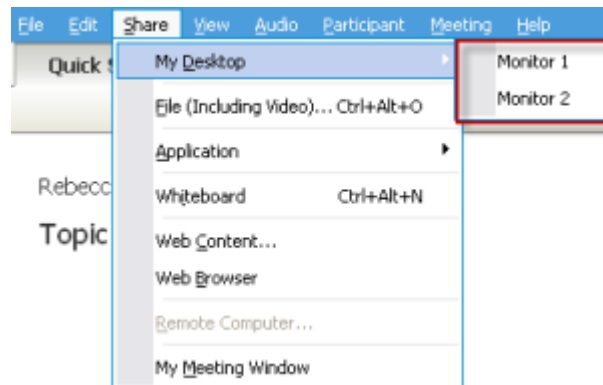 File Edit Share View Audio Participant Meeting Help
Quick
My Desktop
Monitor 1
Monitor 2
File (Including Video)... Ctrl+Alt+O
Application
Whiteboard Ctrl+Alt+N
Rebecc
Topic
Web Content...
Web Browser
Remote Computer...
My Meeting Window